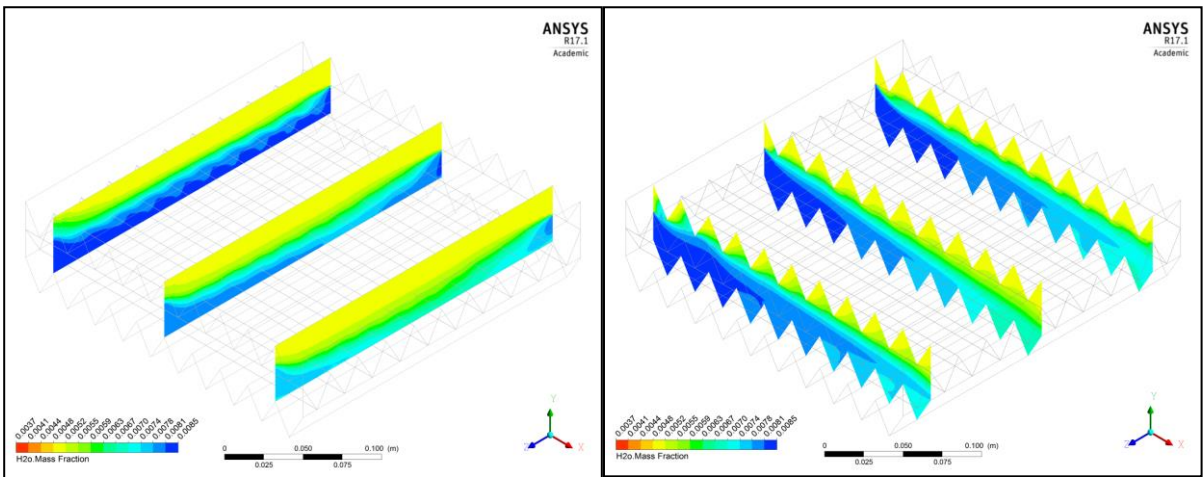 ANSYS
R17.1
Academic
0.0037
0.0041
0.0044
0.0048
0.0052
0.0055
0.0059
0.0063
0.0067
0.0070
0.0074
0.0078
0.0081
0.0085
H2o.Mass Fraction
0 0.050 0.100 (m)
0.025 0.075
Y
Z X
ANSYS
R17.1
Academic
0.0037
0.0041
0.0044
0.0048
0.0052
0.0055
0.0059
0.0063
0.0067
0.0070
0.0074
0.0078
0.0081
0.0085
H2o.Mass Fraction
0 0.050 0.100 (m)
0.025 0.075
Y
Z X